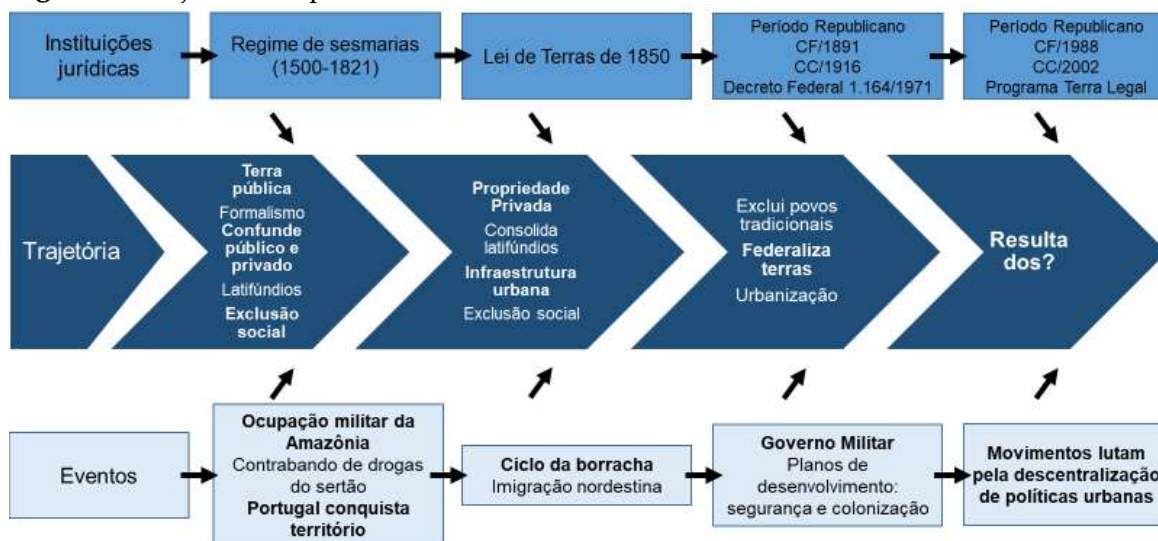 Instituições
jurídicas
Regime de sesmarias
(1500-1821)
Lei de Terras de 1850
Período Republicano
CF/1891
CC/1916
Decreto Federal 1.164/1971
Período Republicano
CF/1988
CC/2002
Programa Terra Legal
Trajetória
Terra
pública
Formalismo
Confunde
público e
privado
Latifúndios
Exclusão
social
Propriedade
Privada
Consolida
latifúndios
Infraestrutura
urbana
Exclusão social
Exclui povos
tradicionais
Federaliza
terras
Urbanização
Resulta
dos?
Eventos
Ocupação militar da
Amazônia
Contrabando de drogas
do sertão
Portugal conquista
território
Ciclo da borracha
Imigração nordestina
Governo Militar
Planos de
desenvolvimento:
segurança e colonização
Movimentos lutam
pela descentralização
de políticas urbanas